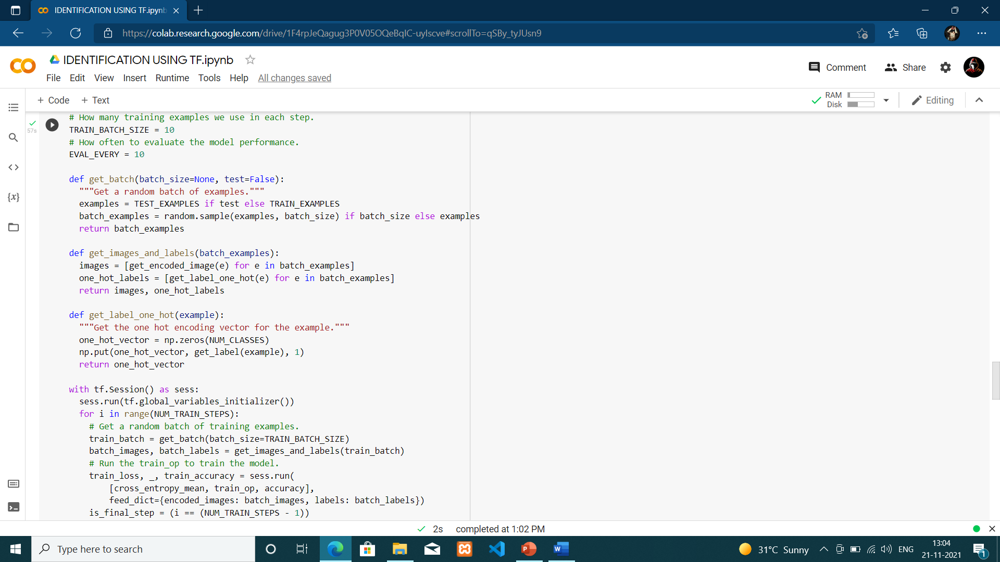 IDENTIFICATION USING TF.ipynb
https://colab.research.google.com/drive/1F4rpJeQagug3P0V05OQeBqIC-uyIscve#scrollTo=qSBy_tyJUsn9
IDENTIFICATION USING TF.ipynb
Comment Share
File Edit View Insert Runtime Tools Help All changes saved
+ Code + Text
RAM
Disk
Editing
57s
# How many training examples we use in each step.
TRAIN_BATCH_SIZE = 10
# How often to evaluate the model performance.
EVAL_EVERY = 10
def get_batch(batch_size=None, test=False):
"""Get a random batch of examples."""
examples = TEST_EXAMPLES if test else TRAIN_EXAMPLES
batch_examples = random.sample(examples, batch_size) if batch_size else examples
return batch_examples
def get_images_and_labels(batch_examples):
images = [get_encoded_image(e) for e in batch_examples]
one_hot_labels = [get_label_one_hot(e) for e in batch_examples]
return images, one_hot_labels
def get_label_one_hot(example):
"""Get the one hot encoding vector for the example."""
one_hot_vector = np.zeros(NUM_CLASSES)
np.put(one_hot_vector, get_label(example), 1)
return one_hot_vector
with tf.Session() as sess:
sess.run(tf.global_variables_initializer())
for i in range(NUM_TRAIN_STEPS):
# Get a random batch of training examples.
train_batch = get_batch(batch_size=TRAIN_BATCH_SIZE)
batch_images, batch_labels = get_images_and_labels(train_batch)
# Run the train_op to train the model.
train_loss, _, train_accuracy = sess.run(
[cross_entropy_mean, train_op, accuracy],
feed_dict={encoded_images: batch_images, labels: batch_labels})
is_final_step = (i == (NUM_TRAIN_STEPS - 1))
2s completed at 1:02 PM
Type here to search
31°C Sunny
ENG
13:04
21-11-2021
1